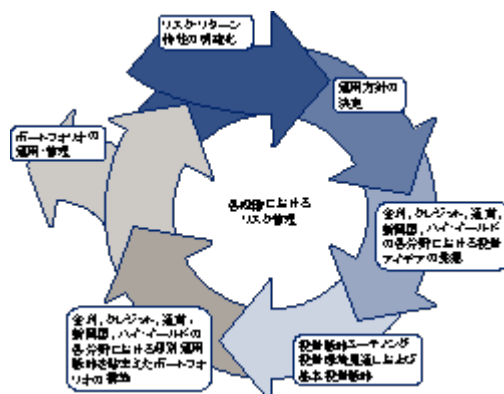 リスク・リターン
特性の明確化
運用方針の
決定
金利,クレジット,通貨,
新興国,ハイ・イールド
の各分野における投資
アイデアの発掘
投資戦略ミーティング
投資環境見通しおよび
基本投資戦略
金利,クレジット,通貨,
新興国,ハイ・イールドの
各分野における個別運用
戦略を踏まえたポートフォリ
オの構築
ポートフォリオの
運用・管理
各段階における
リスク管理